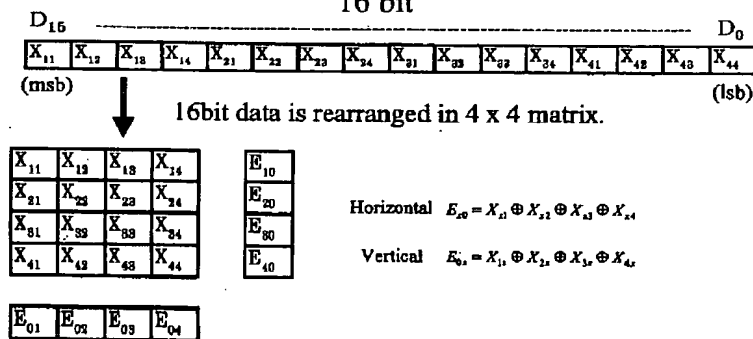 16 bit
D₁₅ D₀
X₁₁ X₁₂ X₁₃ X₁₄ X₂₁ X₂₂ X₂₃ X₂₄ X₃₁ X₃₂ X₃₃ X₃₄ X₄₁ X₄₂ X₄₃ X₄₄
(msb) (lsb)
16bit data is rearranged in 4 x 4 matrix.
X₁₁ X₁₂ X₁₃ X₁₄ E₁₀
X₂₁ X₂₂ X₂₃ X₂₄ E₂₀
X₃₁ X₃₂ X₃₃ X₃₄ E₃₀
X₄₁ X₄₂ X₄₃ X₄₄ E₄₀
Horizontal Eₓ₀ = Xₓ₁ ⊕ Xₓ₂ ⊕ Xₓ₃ ⊕ Xₓ₄
Vertical E₀ₓ = X₁ₓ ⊕ X₂ₓ ⊕ X₃ₓ ⊕ X₄ₓ
E₀₁ E₀₂ E₀₃ E₀₄